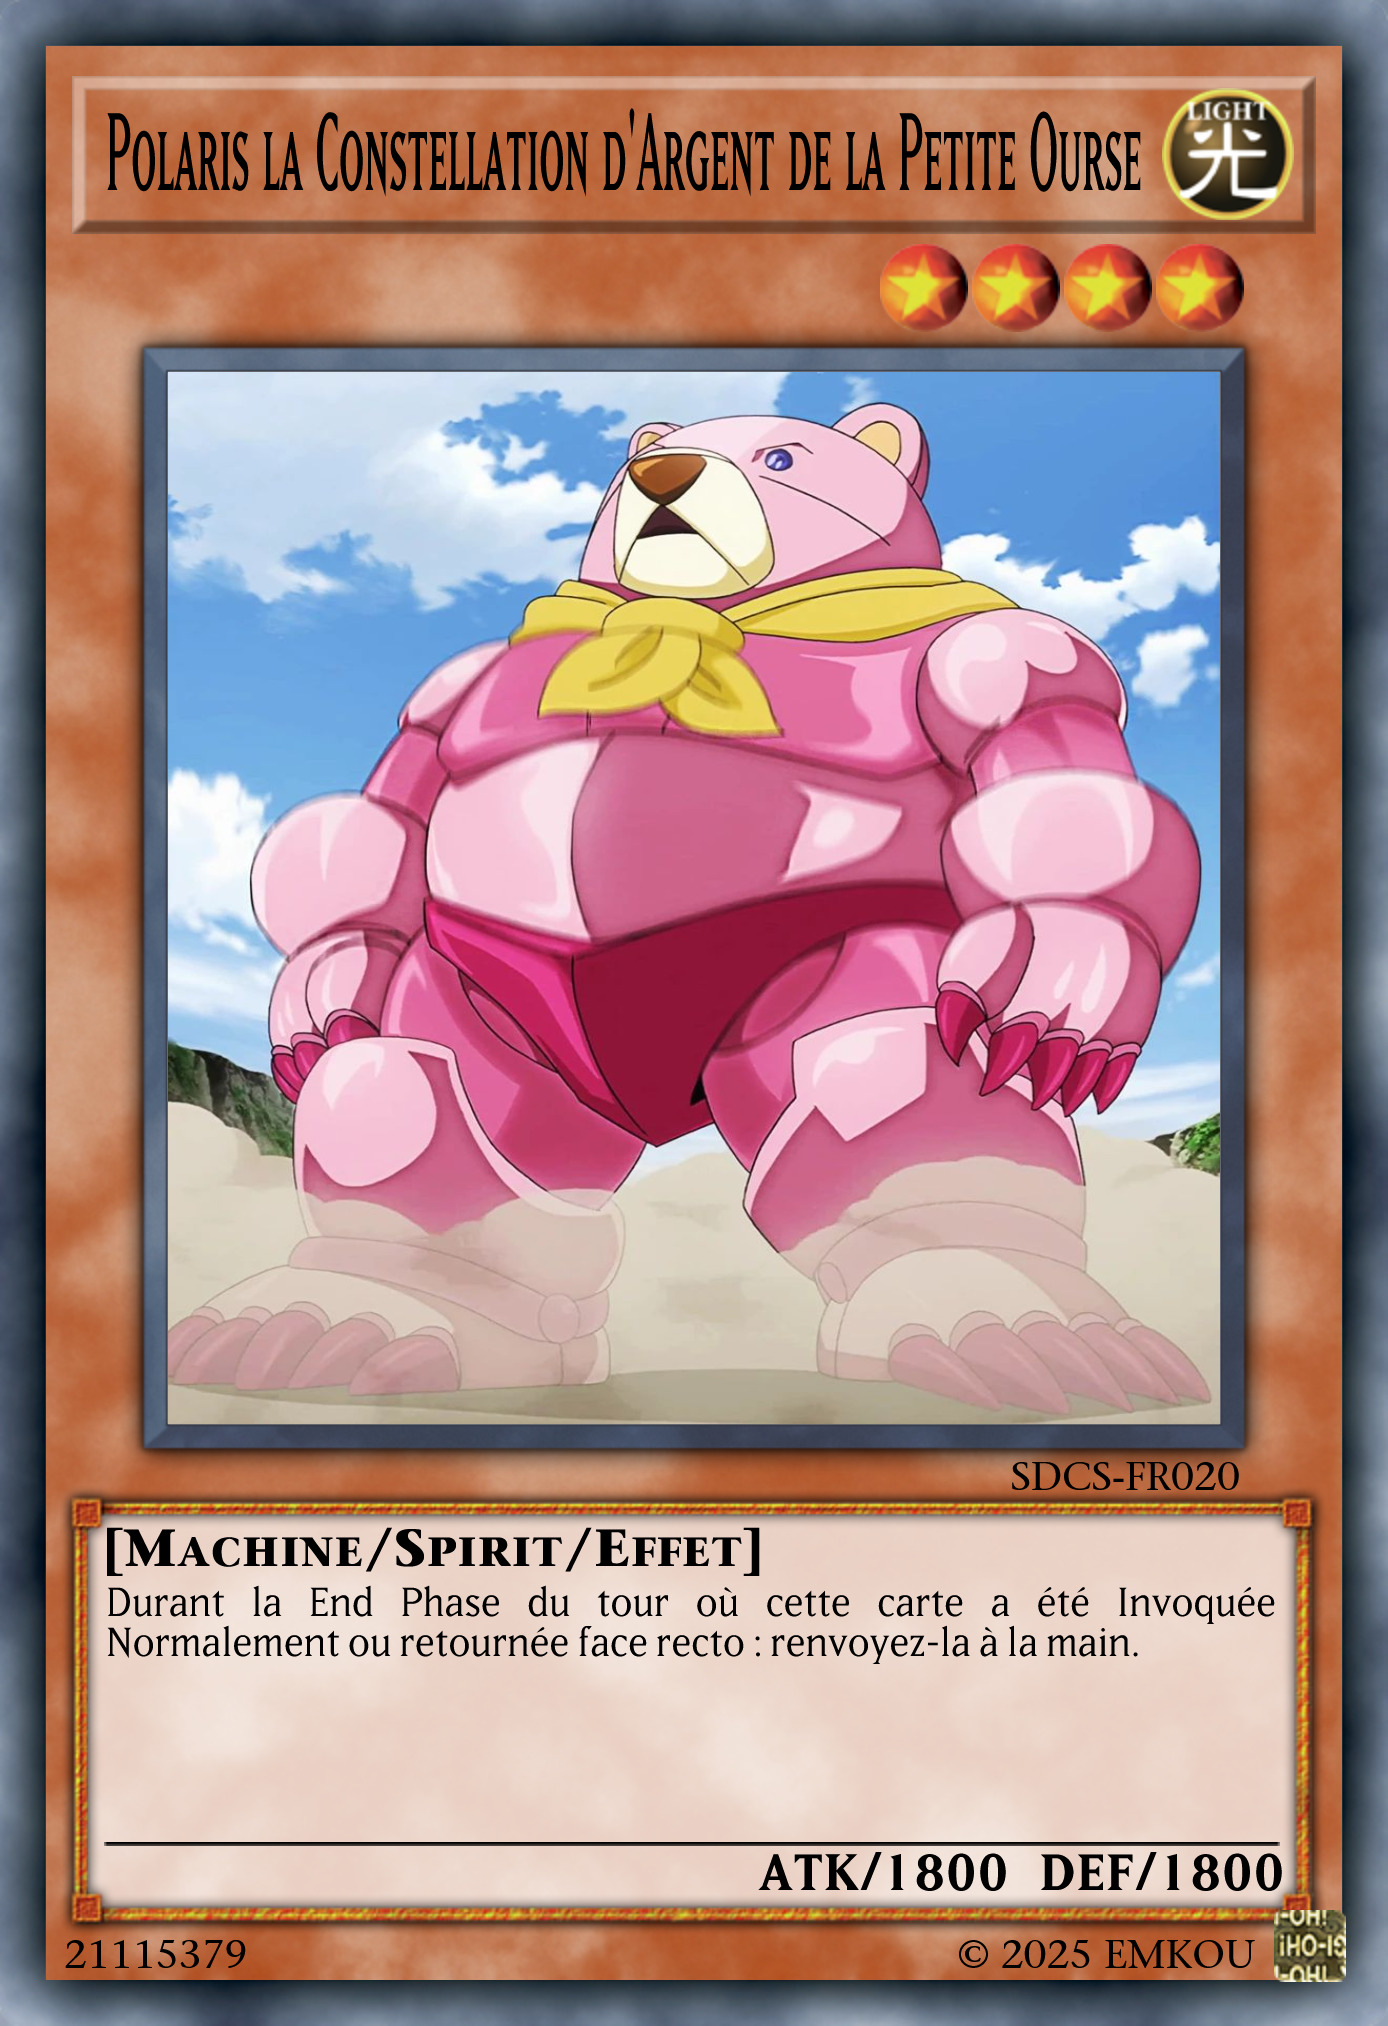 Polaris la Constellation d'Argent de la Petite Ourse
LIGHT
光
SDCS-FR020
[Machine/Spirit/Effet]
Durant la End Phase du tour où cette carte a été Invoquée
Normalement ou retournée face recto : renvoyez-la à la main.
ATK/1800 DEF/1800
21115379
© 2025 EMKOU